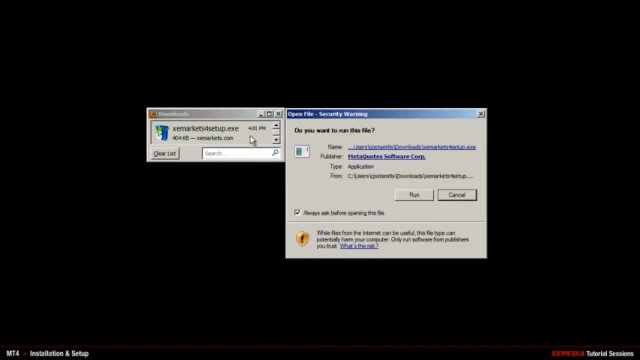 Downloads
xemarkets4setup.exe 4:01 PM
404 KB — xemarkets.com
Clear List Search...
Open File - Security Warning
Do you want to run this file?
Name: ...Users\cpotamitis\Downloads\xemarkets4setup.exe
Publisher: MetaQuotes Software Corp.
Type: Application
From: C:\Users\cpotamitis\Downloads\xemarkets4setup....
Run Cancel
Always ask before opening this file
While files from the Internet can be useful, this file type can
potentially harm your computer. Only run software from publishers
you trust. What's the risk?
MT4 > Installation & Setup
XEPEDIA Tutorial Sessions